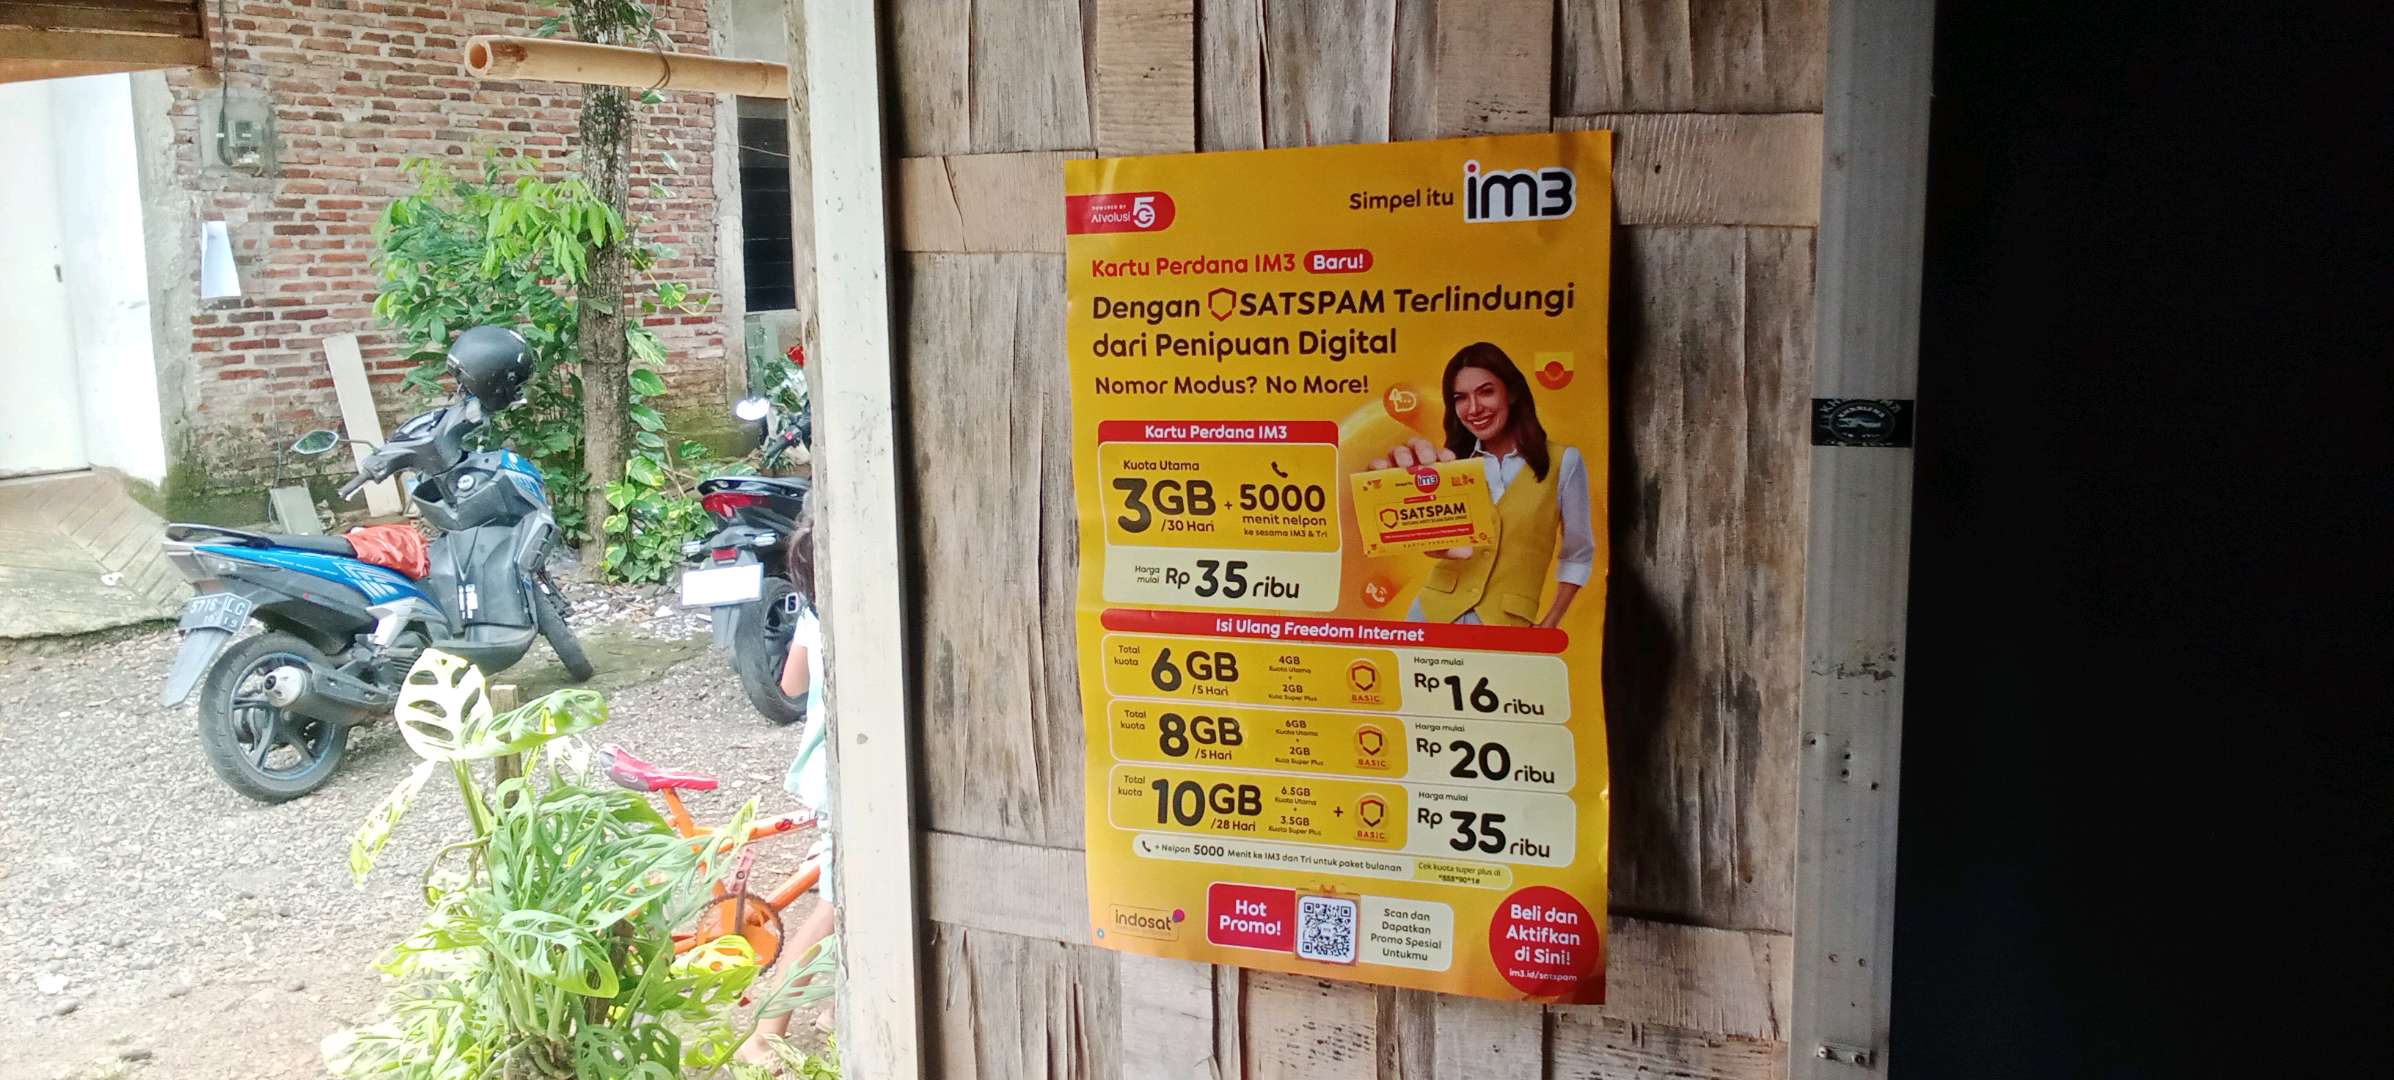 POWERED BY
AIvolusi 5G
Simpel itu im3
Kartu Perdana IM3 Baru!
Dengan SATSPAM Terlindungi
dari Penipuan Digital
Nomor Modus? No More!
Kartu Perdana IM3
Kuota Utama
3GB /30 Hari + 5000
menit nelpon
ke sesama IM3 & Tri
Harga mulai Rp 35 ribu
im3
SATSPAM
Isi Ulang Freedom Internet
Total kuota 6GB /5 Hari
4GB
Kuota Utama
+
2GB
Kuota Super Plus
BASIC
Harga mulai
Rp 16 ribu
Total kuota 8GB /5 Hari
6GB
Kuota Utama
+
2GB
Kuota Super Plus
BASIC
Harga mulai
Rp 20 ribu
Total kuota 10GB /28 Hari
6.5GB
Kuota Utama
+
3.5GB
Kuota Super Plus
+
BASIC
Harga mulai
Rp 35 ribu
+ Nelpon 5000 Menit ke IM3 dan Tri untuk paket bulanan
Cek kuota super plus di
*888*90*1#
indosat
Hot
Promo!
Scan dan
Dapatkan
Promo Spesial
Untukmu
Beli dan
Aktifkan
di Sini!
im3.id/satspam